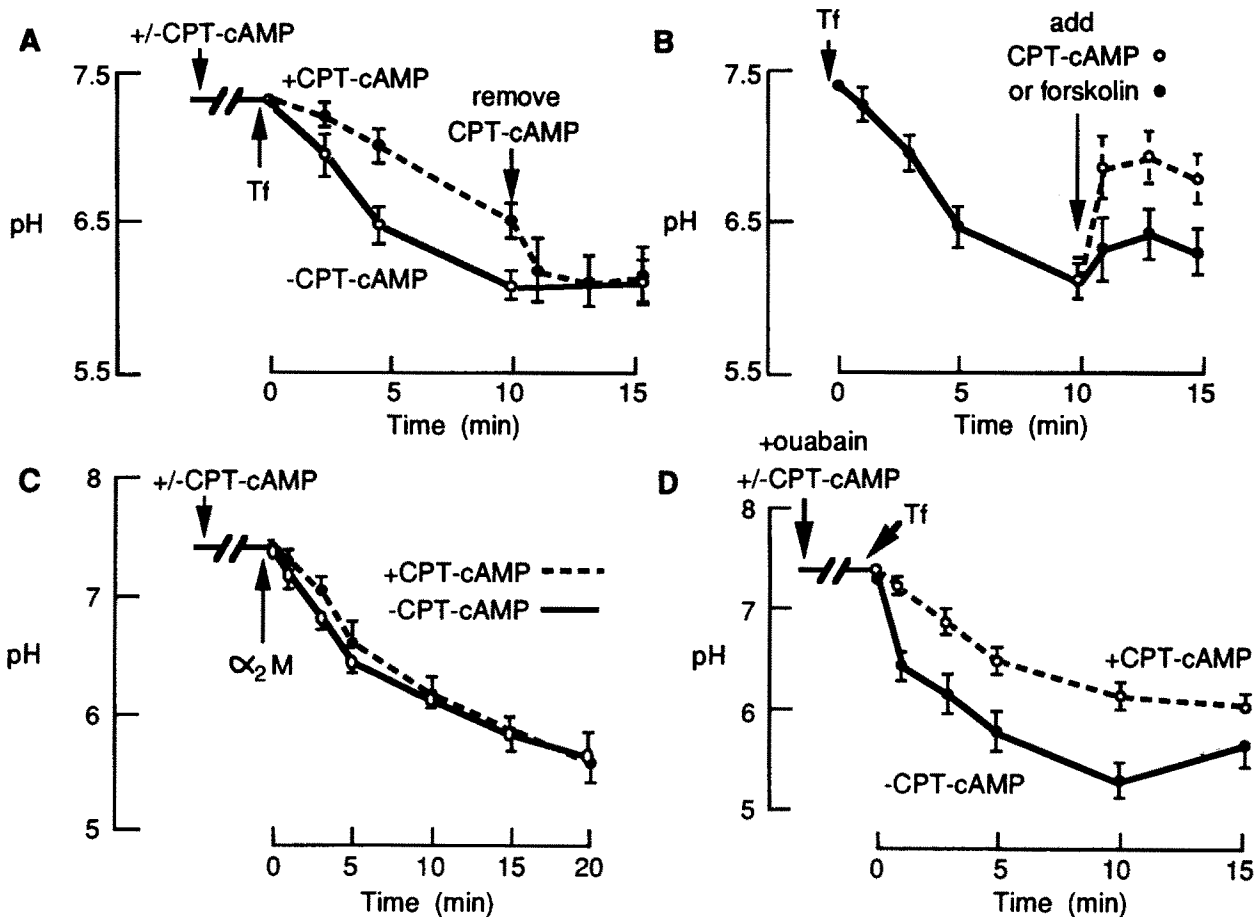 A
+/-CPT-cAMP
7.5
+CPT-cAMP
remove
CPT-cAMP
Tf
pH
6.5
-CPT-cAMP
5.5
0 5 10 15
Time (min)
B
Tf
add
CPT-cAMP
or forskolin
7.5
pH
6.5
5.5
0 5 10 15
Time (min)
C
+/-CPT-cAMP
8
+CPT-cAMP
-CPT-cAMP
7
α₂M
pH
6
5
0 5 10 15 20
Time (min)
D
+ouabain
+/-CPT-cAMP
Tf
8
7
pH
+CPT-cAMP
6
-CPT-cAMP
5
0 5 10 15
Time (min)